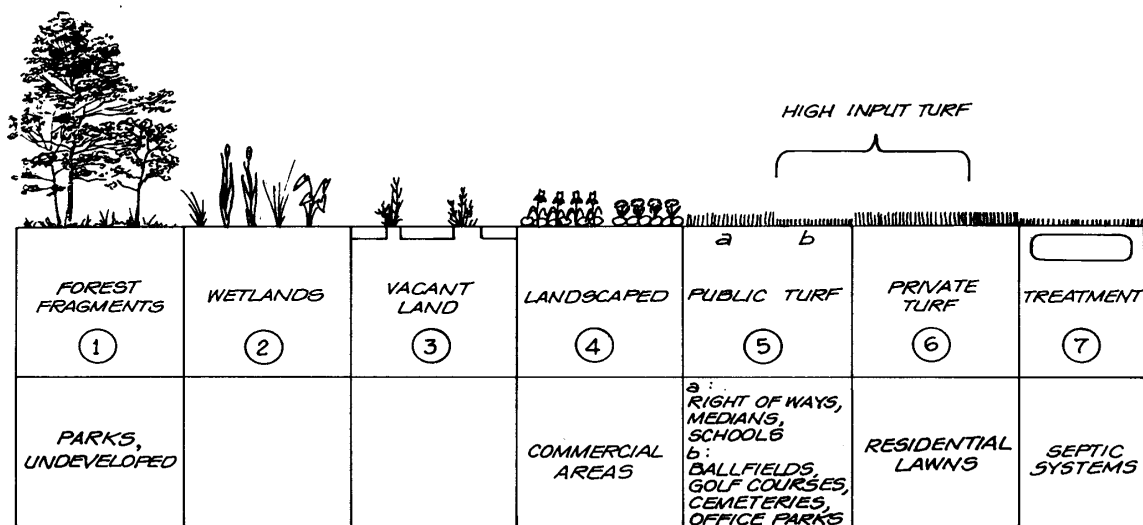 HIGH INPUT TURF
a b
FOREST
FRAGMENTS
1
WETLANDS
2
VACANT
LAND
3
LANDSCAPED
4
PUBLIC TURF
5
PRIVATE
TURF
6
TREATMENT
7
PARKS,
UNDEVELOPED
COMMERCIAL
AREAS
a:
RIGHT OF WAYS,
MEDIANS,
SCHOOLS
b:
BALLFIELDS,
GOLF COURSES,
CEMETERIES,
OFFICE PARKS
RESIDENTIAL
LAWNS
SEPTIC
SYSTEMS